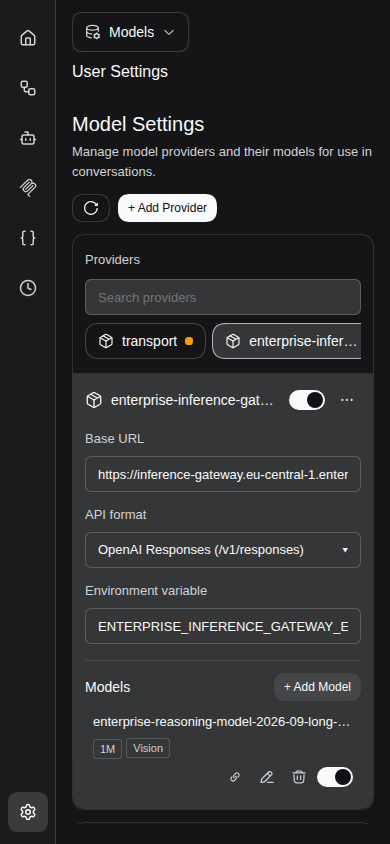 Models
User Settings
Model Settings
Manage model providers and their models for use in
conversations.
+ Add Provider
Providers
Search providers
transport
enterprise-infer…
enterprise-inference-gat…
Base URL
https://inference-gateway.eu-central-1.enter
API format
OpenAI Responses (/v1/responses)
Environment variable
ENTERPRISE_INFERENCE_GATEWAY_E
Models
+ Add Model
enterprise-reasoning-model-2026-09-long-…
1M
Vision